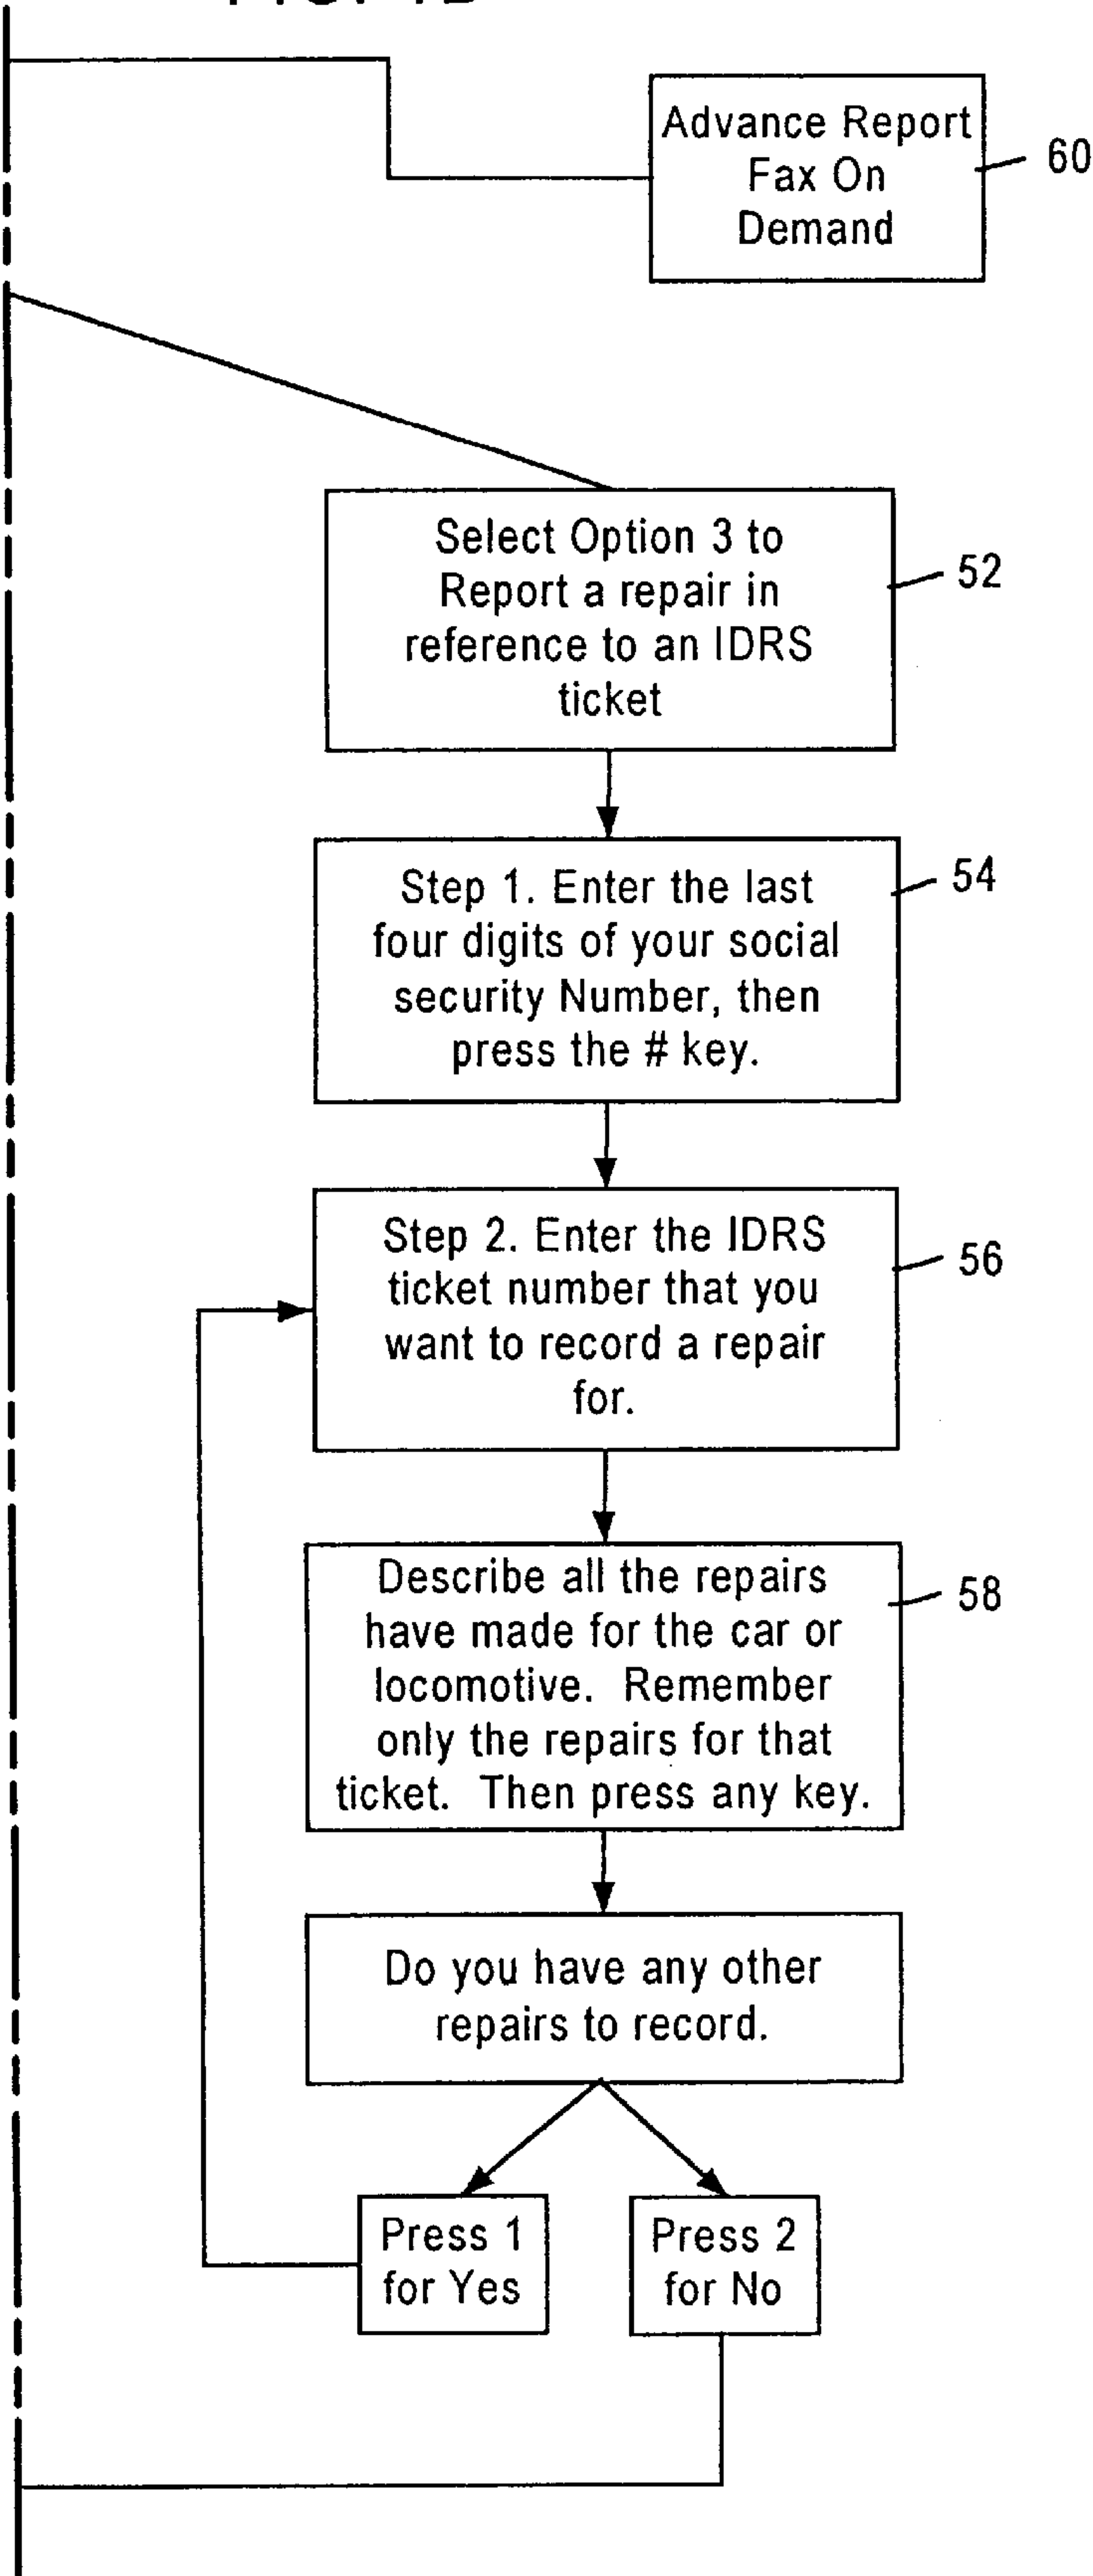 Advance Report
Fax On
Demand
60
Select Option 3 to
Report a repair in
reference to an IDRS
ticket
52
Step 1. Enter the last
four digits of your social
security Number, then
press the # key.
54
Step 2. Enter the IDRS
ticket number that you
want to record a repair
for.
56
Describe all the repairs
have made for the car or
locomotive. Remember
only the repairs for that
ticket. Then press any key.
58
Do you have any other
repairs to record.
Press 1
for Yes
Press 2
for No